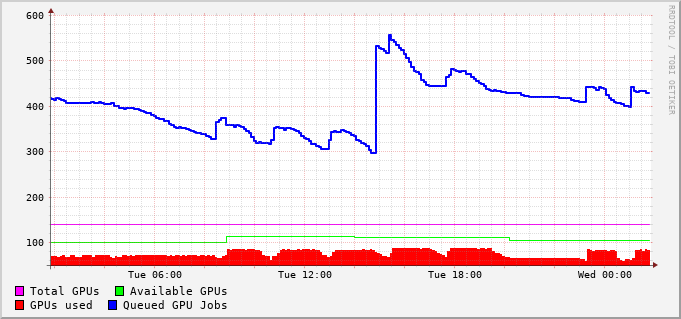 600
500
400
300
200
100
Tue 06:00 Tue 12:00 Tue 18:00 Wed 00:00
Total GPUs Available GPUs
GPUs used Queued GPU Jobs
RRDTOOL / TOBI OETIKER